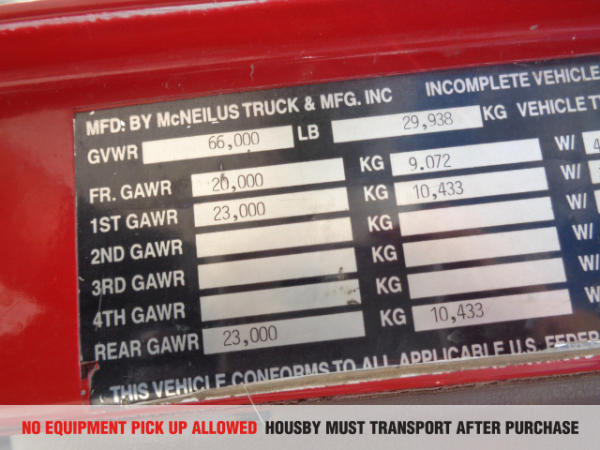 MFD: BY McNEILUS TRUCK & MFG. INC INCOMPLETE VEHICLE
GVWR 66,000 LB 29,938 KG VEHICLE
FR. GAWR 20,000 KG 9.072 W/ 4
1ST GAWR 23,000 KG 10,433 W/
2ND GAWR KG W/
3RD GAWR KG W/
4TH GAWR KG W/
REAR GAWR 23,000 KG 10,433
THIS VEHICLE CONFORMS TO ALL APPLICABLE U.S. FEDER
NO EQUIPMENT PICK UP ALLOWED HOUSBY MUST TRANSPORT AFTER PURCHASE